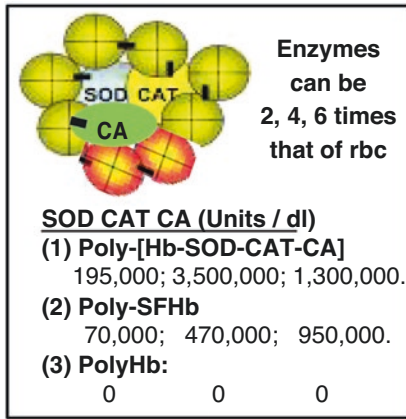 Enzymes
can be
2, 4, 6 times
that of rbc
SOD CAT
CA
SOD CAT CA (Units / dl)
(1) Poly-[Hb-SOD-CAT-CA]
195,000; 3,500,000; 1,300,000.
(2) Poly-SFHb
70,000; 470,000; 950,000.
(3) PolyHb:
0 0 0